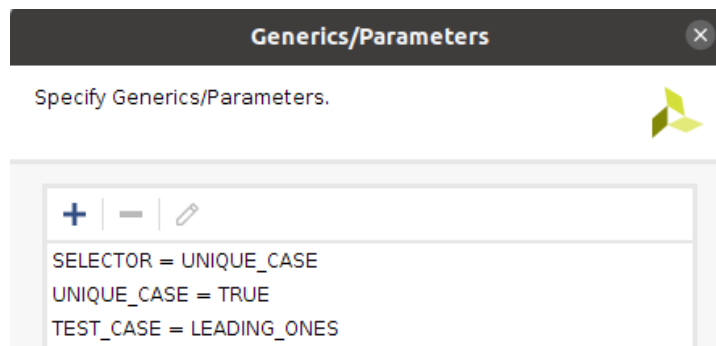 Generics/Parameters
Specify Generics/Parameters.
SELECTOR = UNIQUE_CASE
UNIQUE_CASE = TRUE
TEST_CASE = LEADING_ONES